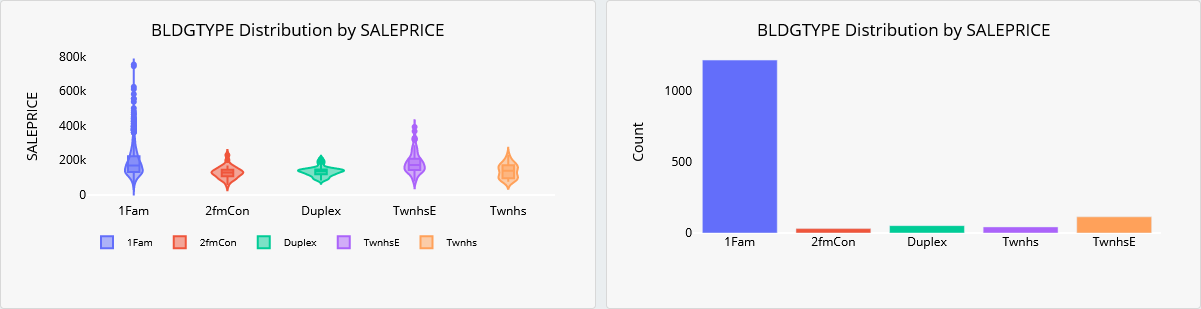 BLDGTYPE Distribution by SALEPRICE
800k
600k
400k
200k
0
SALEPRICE
1Fam 2fmCon Duplex TwnhsE Twnhs
1Fam 2fmCon Duplex TwnhsE Twnhs
BLDGTYPE Distribution by SALEPRICE
1000
500
0
Count
1Fam 2fmCon Duplex Twnhs TwnhsE